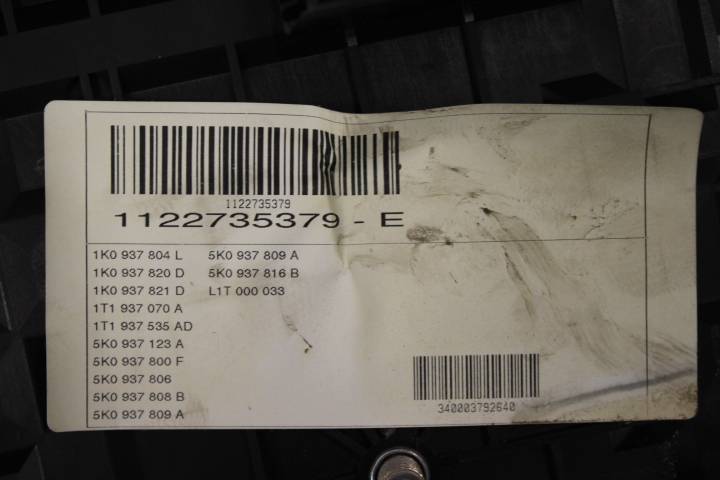 1122735379
1122735379 - E
1K0 937 804 L 5K0 937 809 A
1K0 937 820 D 5K0 937 816 B
1K0 937 821 D L1T 000 033
1T1 937 070 A
1T1 937 535 AD
5K0 937 123 A
5K0 937 800 F
5K0 937 806
5K0 937 808 B
5K0 937 809 A
340003792640